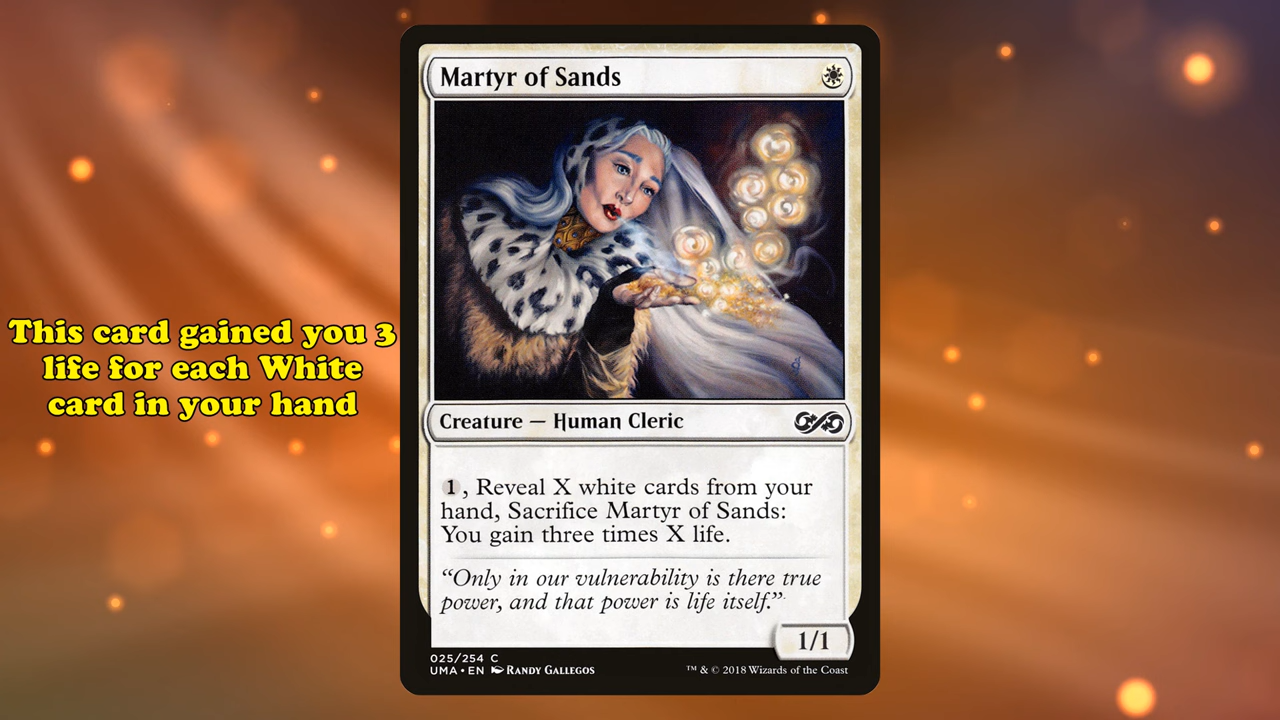 This card gained you 3
life for each White
card in your hand
Martyr of Sands
Creature — Human Cleric
1, Reveal X white cards from your
hand, Sacrifice Martyr of Sands:
You gain three times X life.
“Only in our vulnerability is there true
power, and that power is life itself.”
1/1
025/254 C
UMA • EN RANDY GALLEGOS
™ & © 2018 Wizards of the Coast